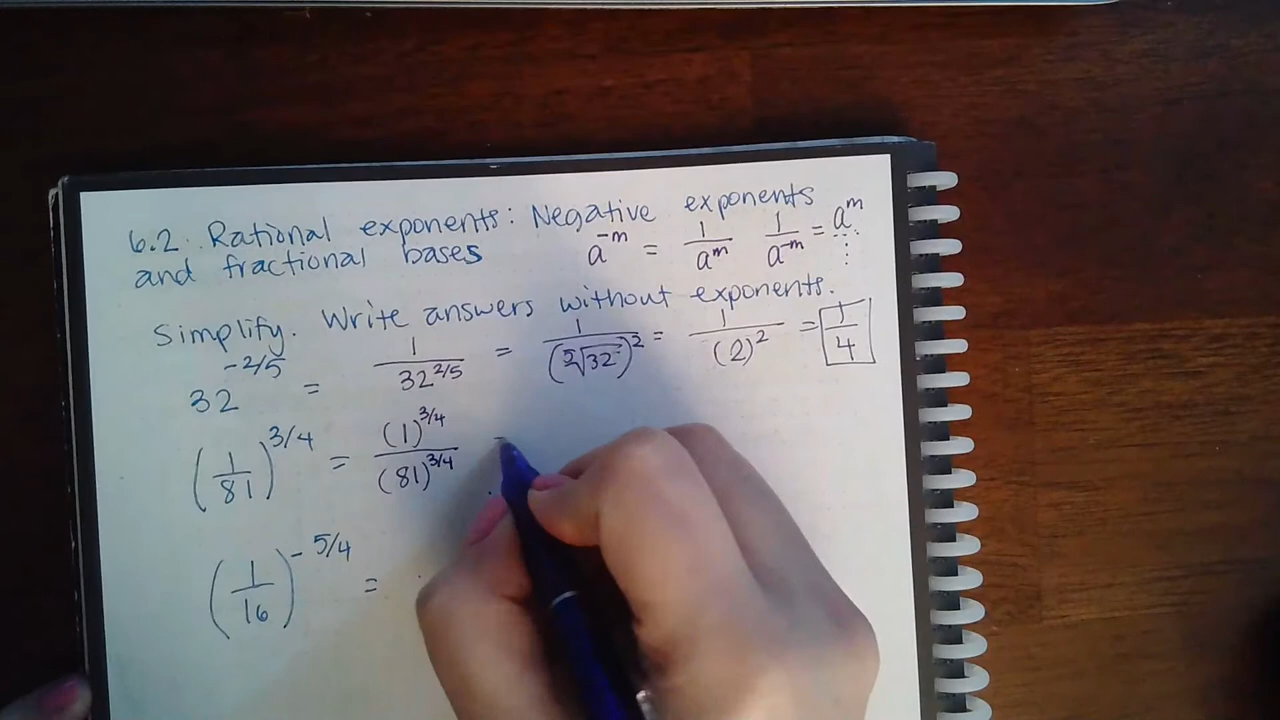 6.2 Rational exponents: Negative exponents
and fractional bases a^-m = 1/a^m 1/a^-m = a^m
Simplify. Write answers without exponents.
32^-2/5 = 1/32^2/5 = 1/(⁵√32)^2 = 1/(2)^2 = 1/4
(1/81)^3/4 = (1)^3/4/(81)^3/4
(1/16)^-5/4 =